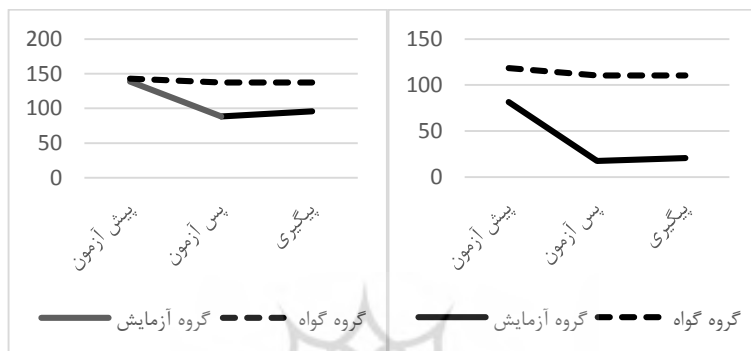 200
150
100
50
0
پیش آزمون
پس آزمون
پیگیری
گروه آزمایش
گروه گواه
150
100
50
0
پیش آزمون
پس آزمون
پیگیری
گروه آزمایش
گروه گواه